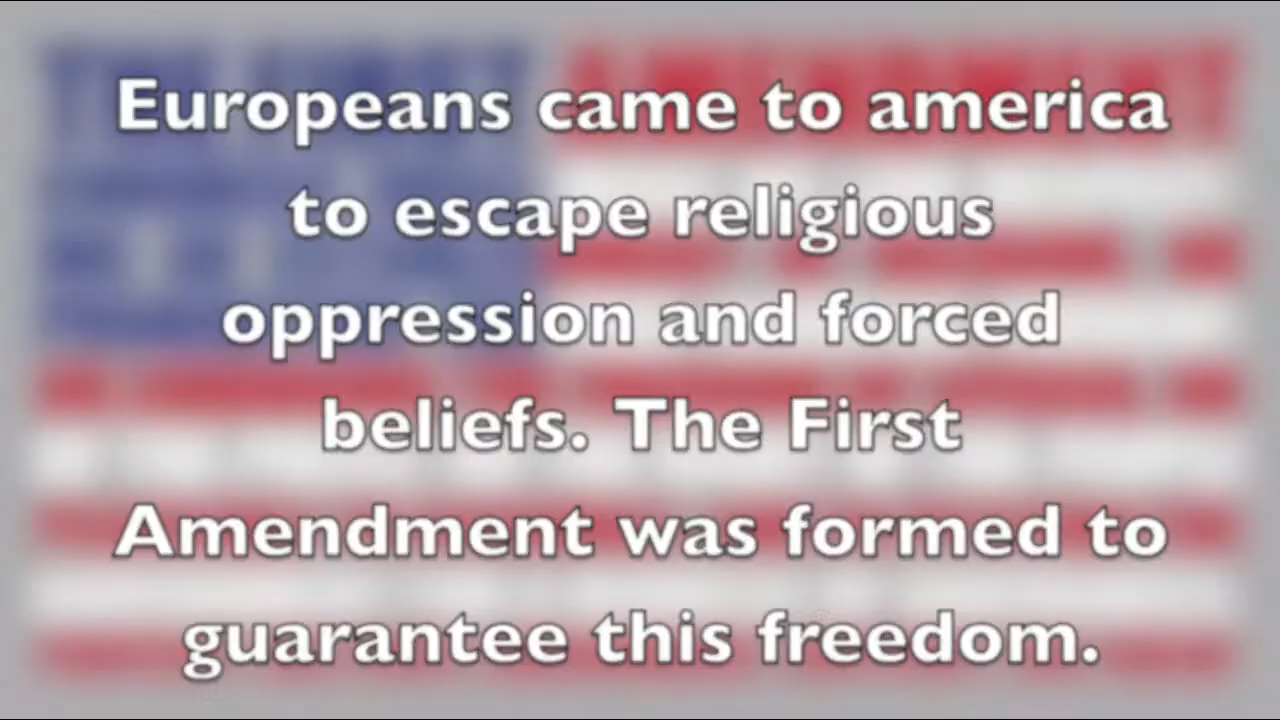 Europeans came to america
to escape religious
oppression and forced
beliefs. The First
Amendment was formed to
guarantee this freedom.